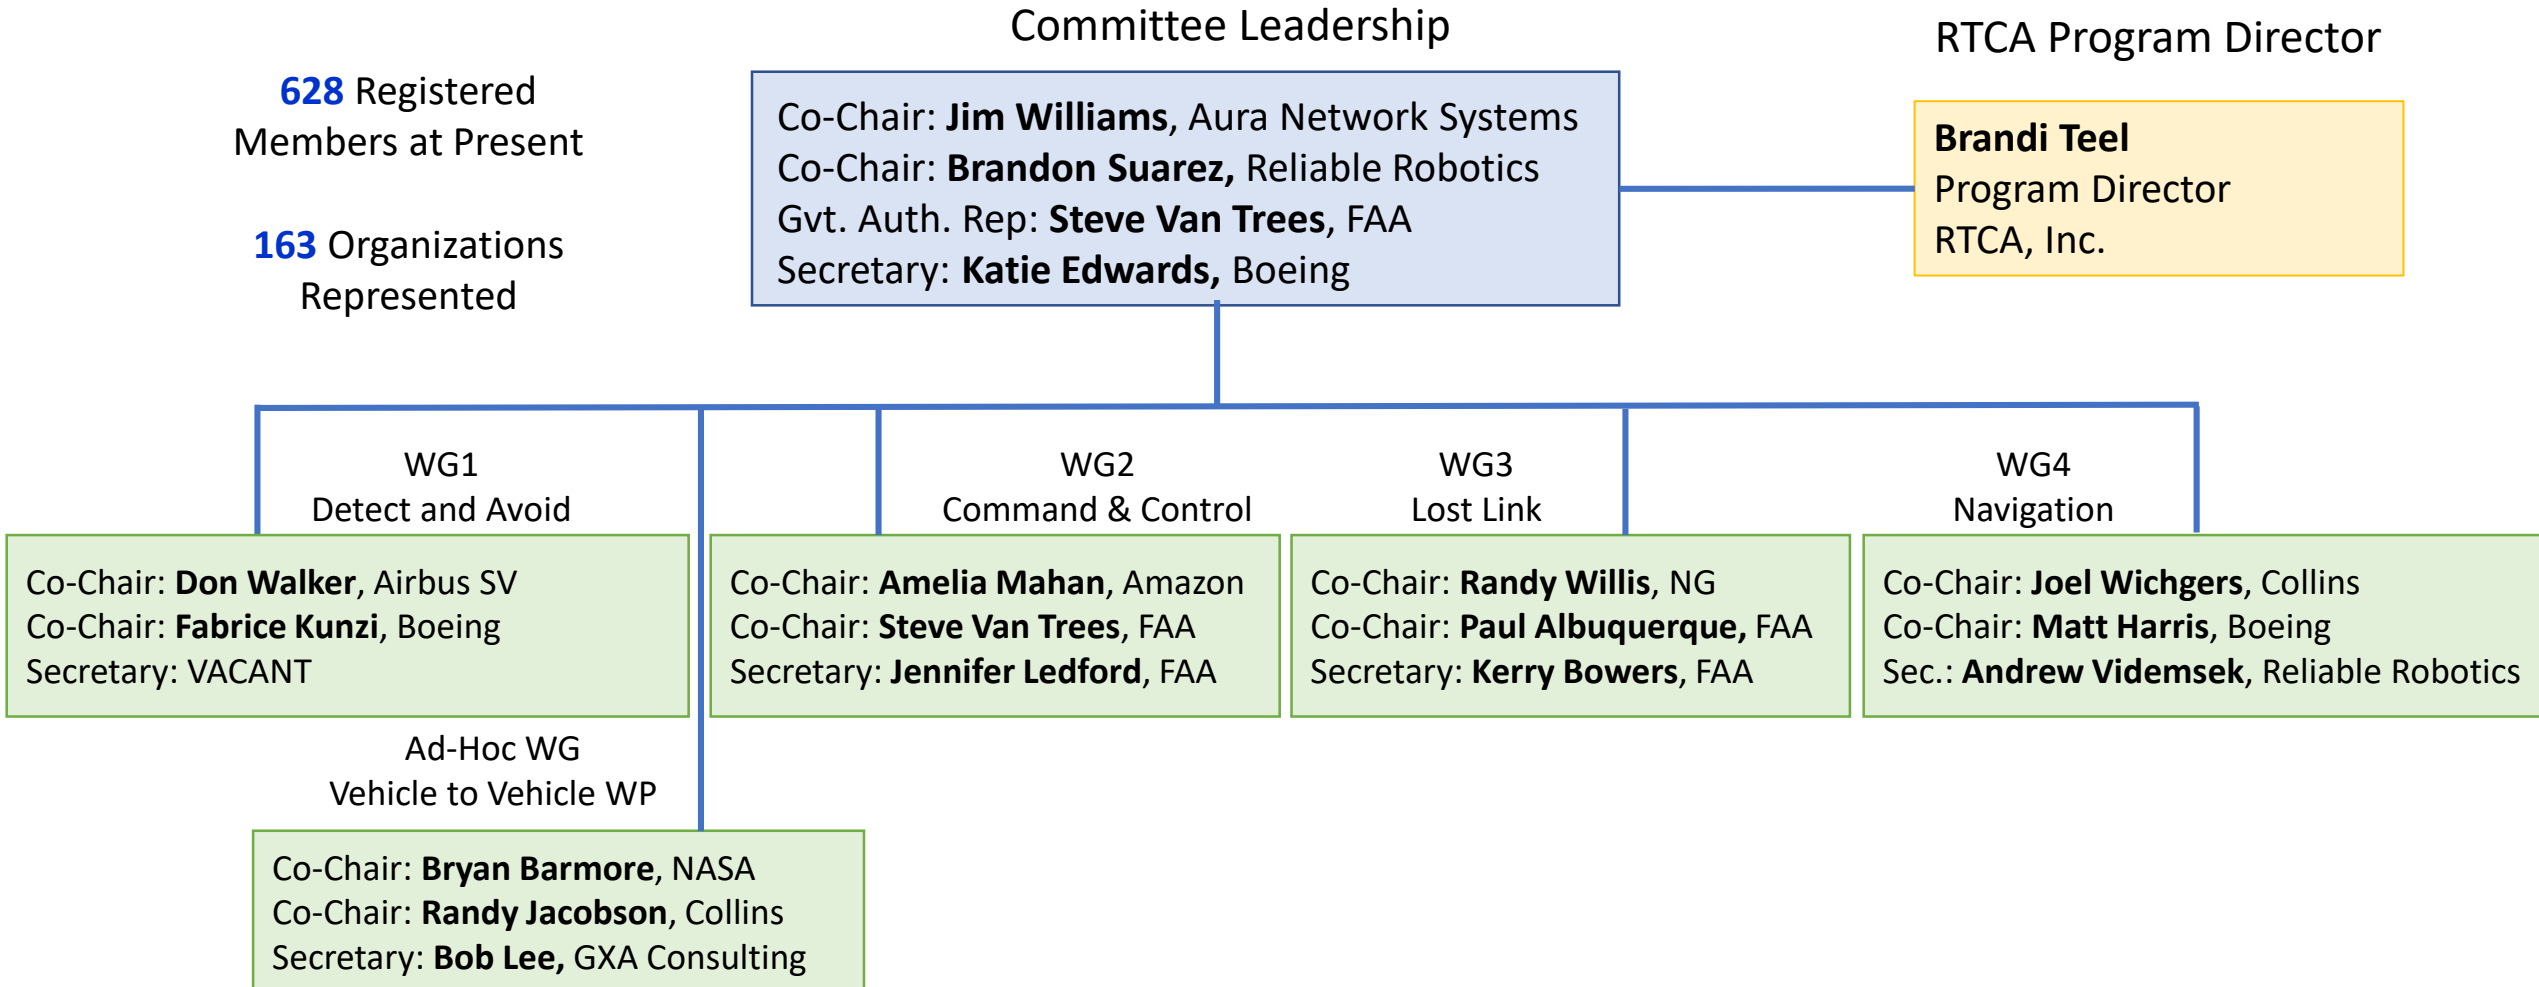 Committee Leadership
RTCA Program Director
628 Registered
Members at Present
163 Organizations
Represented
Co-Chair: Jim Williams, Aura Network Systems
Co-Chair: Brandon Suarez, Reliable Robotics
Gvt. Auth. Rep: Steve Van Trees, FAA
Secretary: Katie Edwards, Boeing
Brandi Teel
Program Director
RTCA, Inc.
WG1
Detect and Avoid
Co-Chair: Don Walker, Airbus SV
Co-Chair: Fabrice Kunzi, Boeing
Secretary: VACANT
WG2
Command & Control
Co-Chair: Amelia Mahan, Amazon
Co-Chair: Steve Van Trees, FAA
Secretary: Jennifer Ledford, FAA
WG3
Lost Link
Co-Chair: Randy Willis, NG
Co-Chair: Paul Albuquerque, FAA
Secretary: Kerry Bowers, FAA
WG4
Navigation
Co-Chair: Joel Wichgers, Collins
Co-Chair: Matt Harris, Boeing
Sec.: Andrew Videmsek, Reliable Robotics
Ad-Hoc WG
Vehicle to Vehicle WP
Co-Chair: Bryan Barmore, NASA
Co-Chair: Randy Jacobson, Collins
Secretary: Bob Lee, GXA Consulting